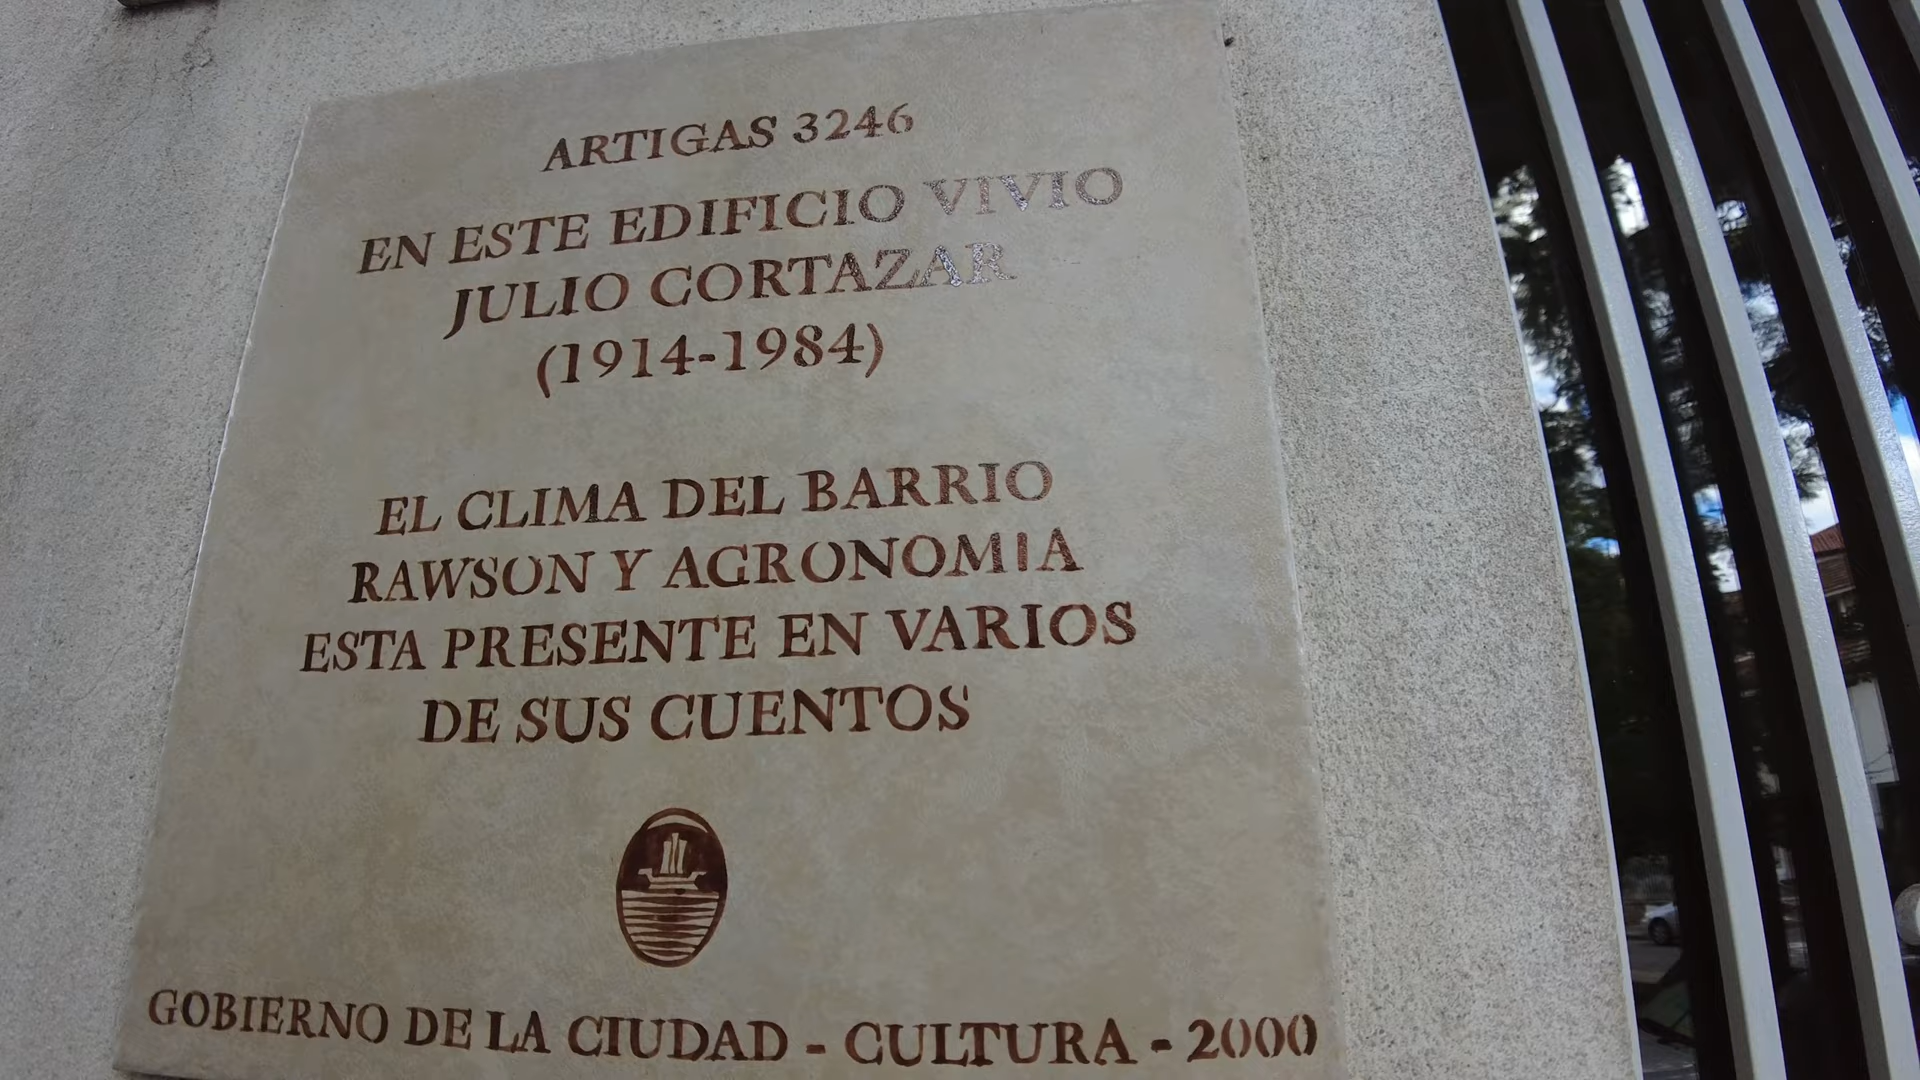 ARTIGAS 3246
EN ESTE EDIFICIO VIVIO
JULIO CORTAZAR
(1914-1984)
EL CLIMA DEL BARRIO
RAWSON Y AGRONOMIA
ESTA PRESENTE EN VARIOS
DE SUS CUENTOS
GOBIERNO DE LA CIUDAD - CULTURA - 2000